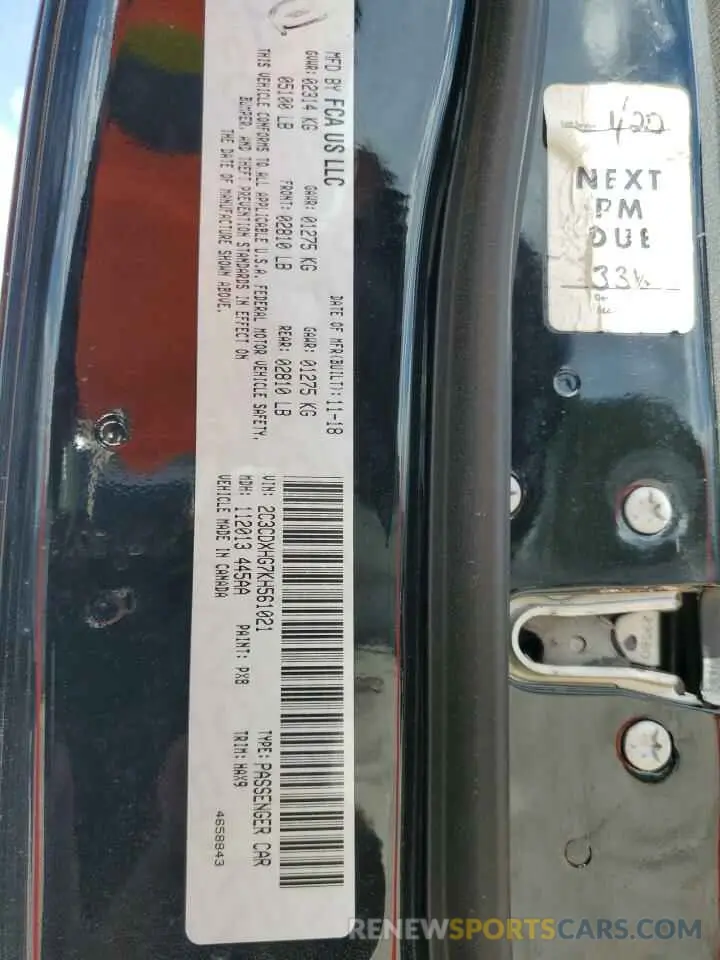 MFD BY FCA US LLC
DATE OF MFR(BUILT): 11-18
GVWR: 02314 KG
GAWR: 01275 KG
GAWR: 01275 KG
05100 LB
FRONT: 02810 LB
REAR: 02810 LB
THIS VEHICLE CONFORMS TO ALL APPLICABLE U.S.A. FEDERAL MOTOR VEHICLE SAFETY,
BUMPER, AND THEFT PREVENTION STANDARDS IN EFFECT ON
THE DATE OF MANUFACTURE SHOWN ABOVE.
VIN: 2C3CDXHG7KH561021
TYPE: PASSENGER CAR
MDH: 112013 445AA
PAINT: PX8
TRIM: HAX9
VEHICLE MADE IN CANADA
4658843
1/20
NEXT
PM
DUE
RENEWSPORTSCARS.COM